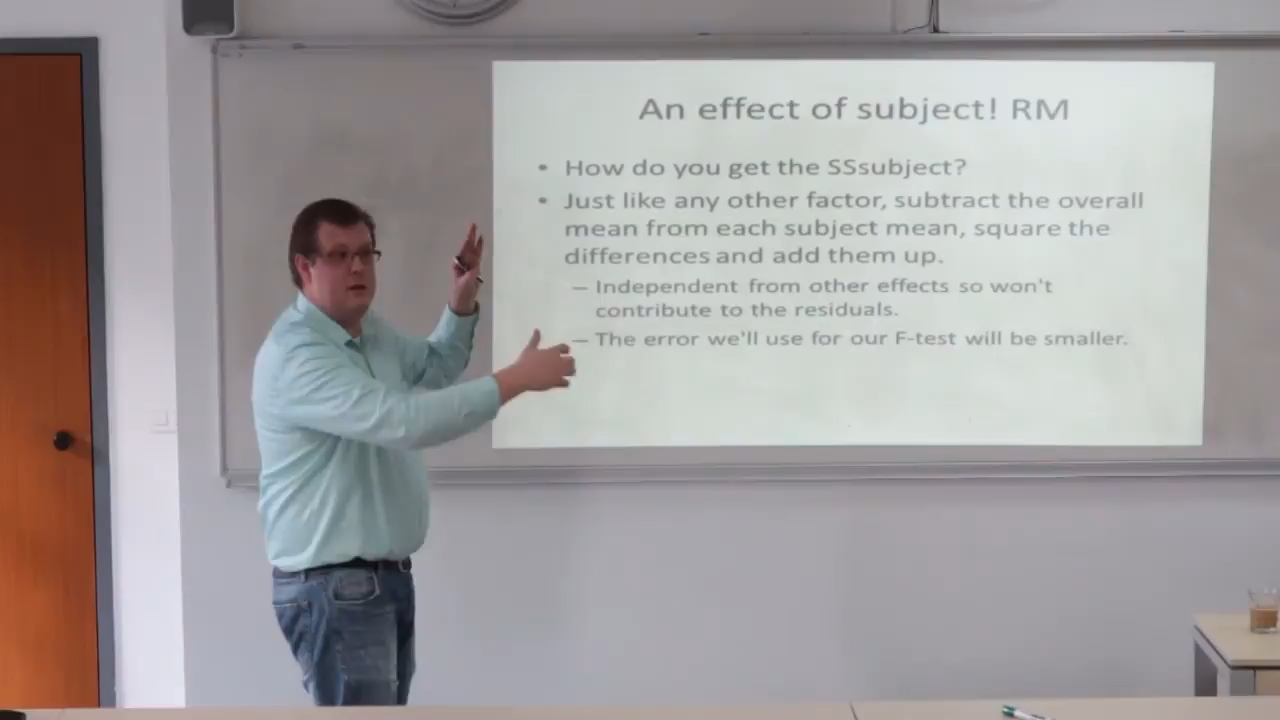 An effect of subject! RM
• How do you get the SSsubject?
• Just like any other factor, subtract the overall
mean from each subject mean, square the
differences and add them up.
– Independent from other effects so won't
contribute to the residuals.
– The error we'll use for our F-test will be smaller.